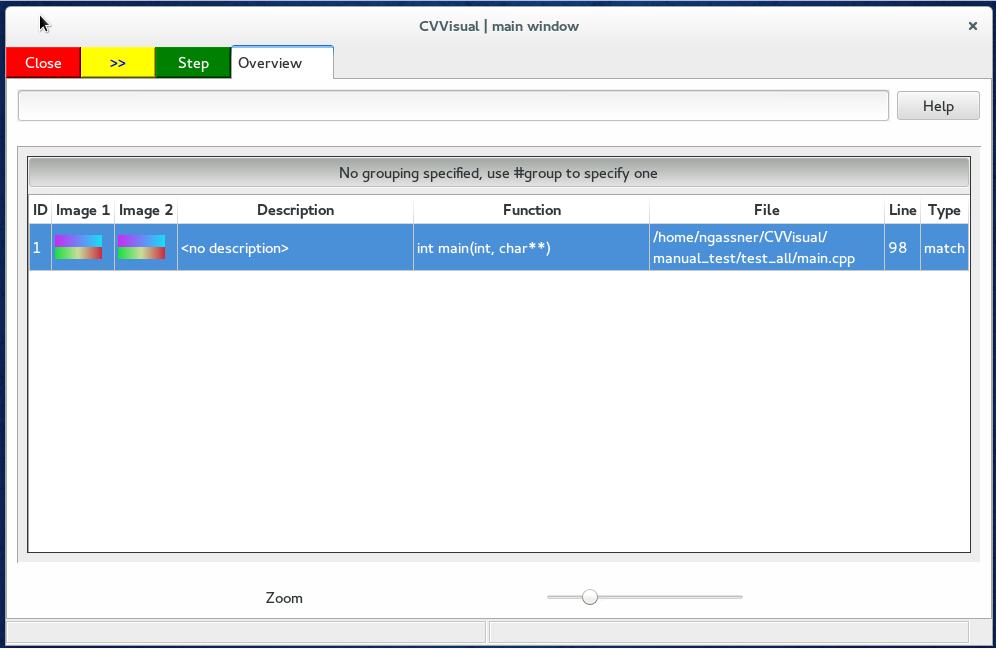 CVVisual | main window
Close >> Step Overview
Help
No grouping specified, use #group to specify one
ID Image 1 Image 2 Description Function File Line Type
1 <no description> int main(int, char**) /home/ngassner/CVVisual/ 98 match
manual_test/test_all/main.cpp
Zoom